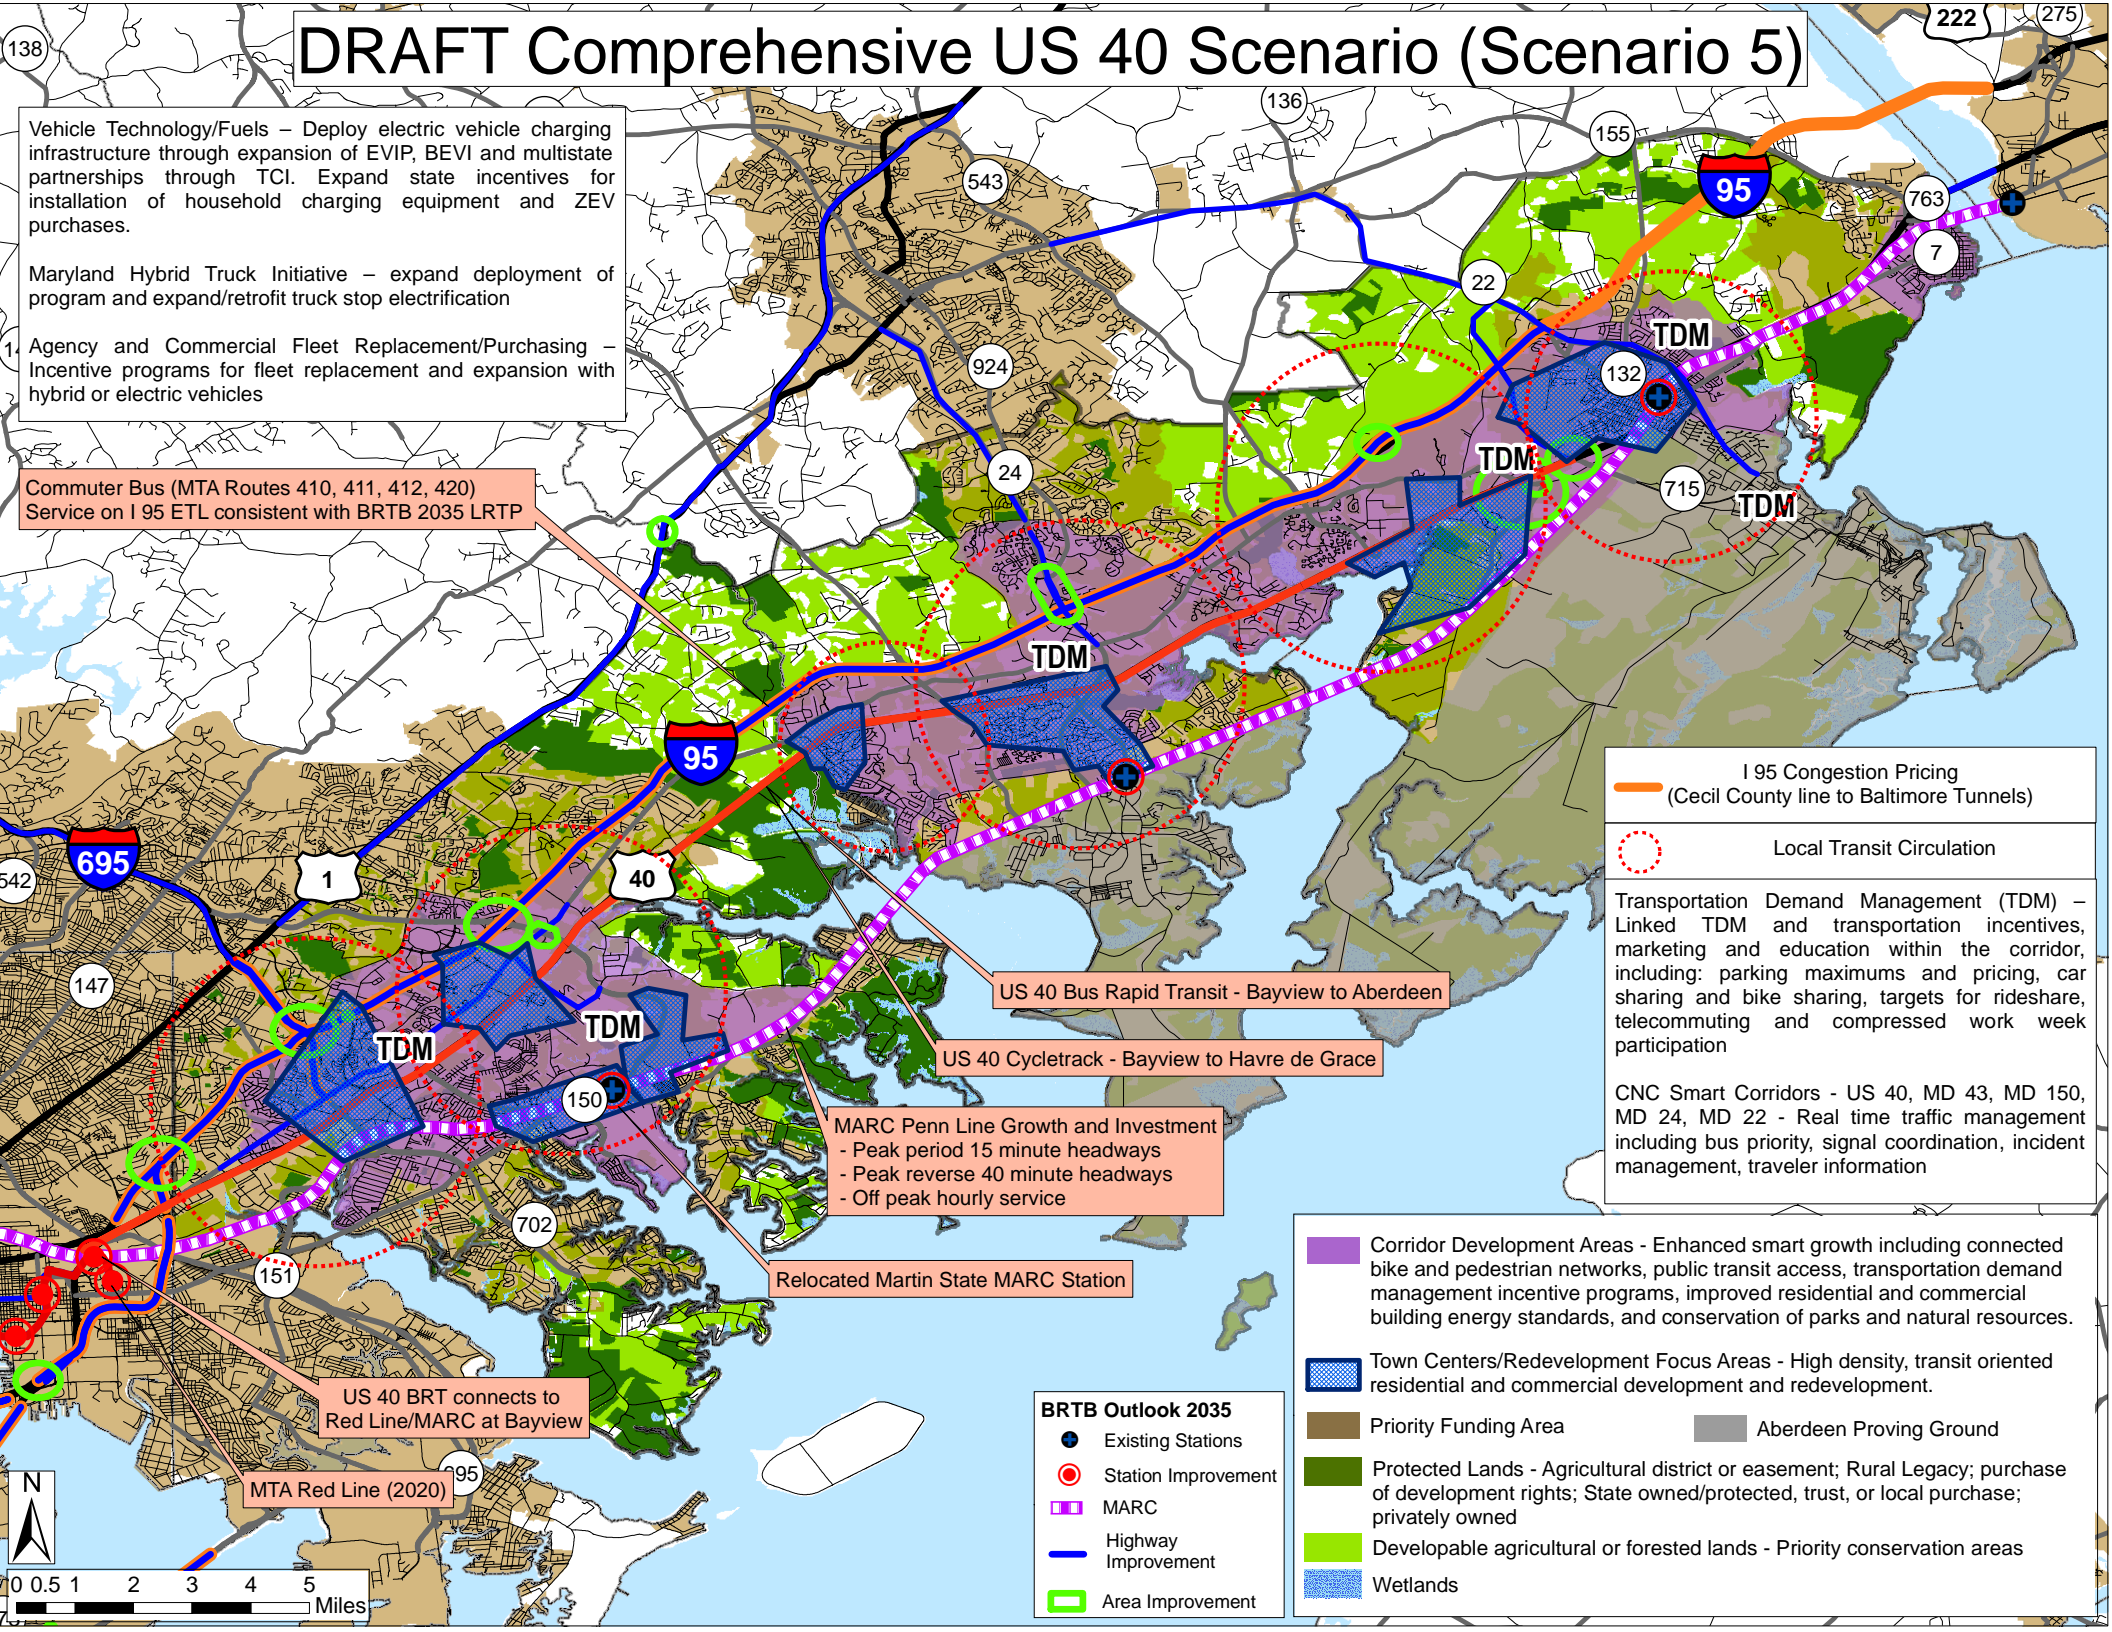 DRAFT Comprehensive US 40 Scenario (Scenario 5)
138
222
275
136
155
543
95
763
7
22
Vehicle Technology/Fuels – Deploy electric vehicle charging
infrastructure through expansion of EVIP, BEVI and multistate
partnerships through TCI. Expand state incentives for
installation of household charging equipment and ZEV
purchases.
Maryland Hybrid Truck Initiative – expand deployment of
program and expand/retrofit truck stop electrification
Agency and Commercial Fleet Replacement/Purchasing –
Incentive programs for fleet replacement and expansion with
hybrid or electric vehicles
924
TDM
132
24
TDM
715
TDM
Commuter Bus (MTA Routes 410, 411, 412, 420)
Service on I 95 ETL consistent with BRTB 2035 LRTP
TDM
95
695
1
40
542
147
TDM
TDM
150
702
151
695
US 40 Bus Rapid Transit - Bayview to Aberdeen
US 40 Cycletrack - Bayview to Havre de Grace
MARC Penn Line Growth and Investment
- Peak period 15 minute headways
- Peak reverse 40 minute headways
- Off peak hourly service
Relocated Martin State MARC Station
US 40 BRT connects to
Red Line/MARC at Bayview
MTA Red Line (2020)
I 95 Congestion Pricing
(Cecil County line to Baltimore Tunnels)
Local Transit Circulation
Transportation Demand Management (TDM) –
Linked TDM and transportation incentives,
marketing and education within the corridor,
including: parking maximums and pricing, car
sharing and bike sharing, targets for rideshare,
telecommuting and compressed work week
participation
CNC Smart Corridors - US 40, MD 43, MD 150,
MD 24, MD 22 - Real time traffic management
including bus priority, signal coordination, incident
management, traveler information
Corridor Development Areas - Enhanced smart growth including connected
bike and pedestrian networks, public transit access, transportation demand
management incentive programs, improved residential and commercial
building energy standards, and conservation of parks and natural resources.
Town Centers/Redevelopment Focus Areas - High density, transit oriented
residential and commercial development and redevelopment.
Priority Funding Area
Aberdeen Proving Ground
Protected Lands - Agricultural district or easement; Rural Legacy; purchase
of development rights; State owned/protected, trust, or local purchase;
privately owned
Developable agricultural or forested lands - Priority conservation areas
Wetlands
BRTB Outlook 2035
Existing Stations
Station Improvement
MARC
Highway
Improvement
Area Improvement
N
0 0.5 1 2 3 4 5
Miles